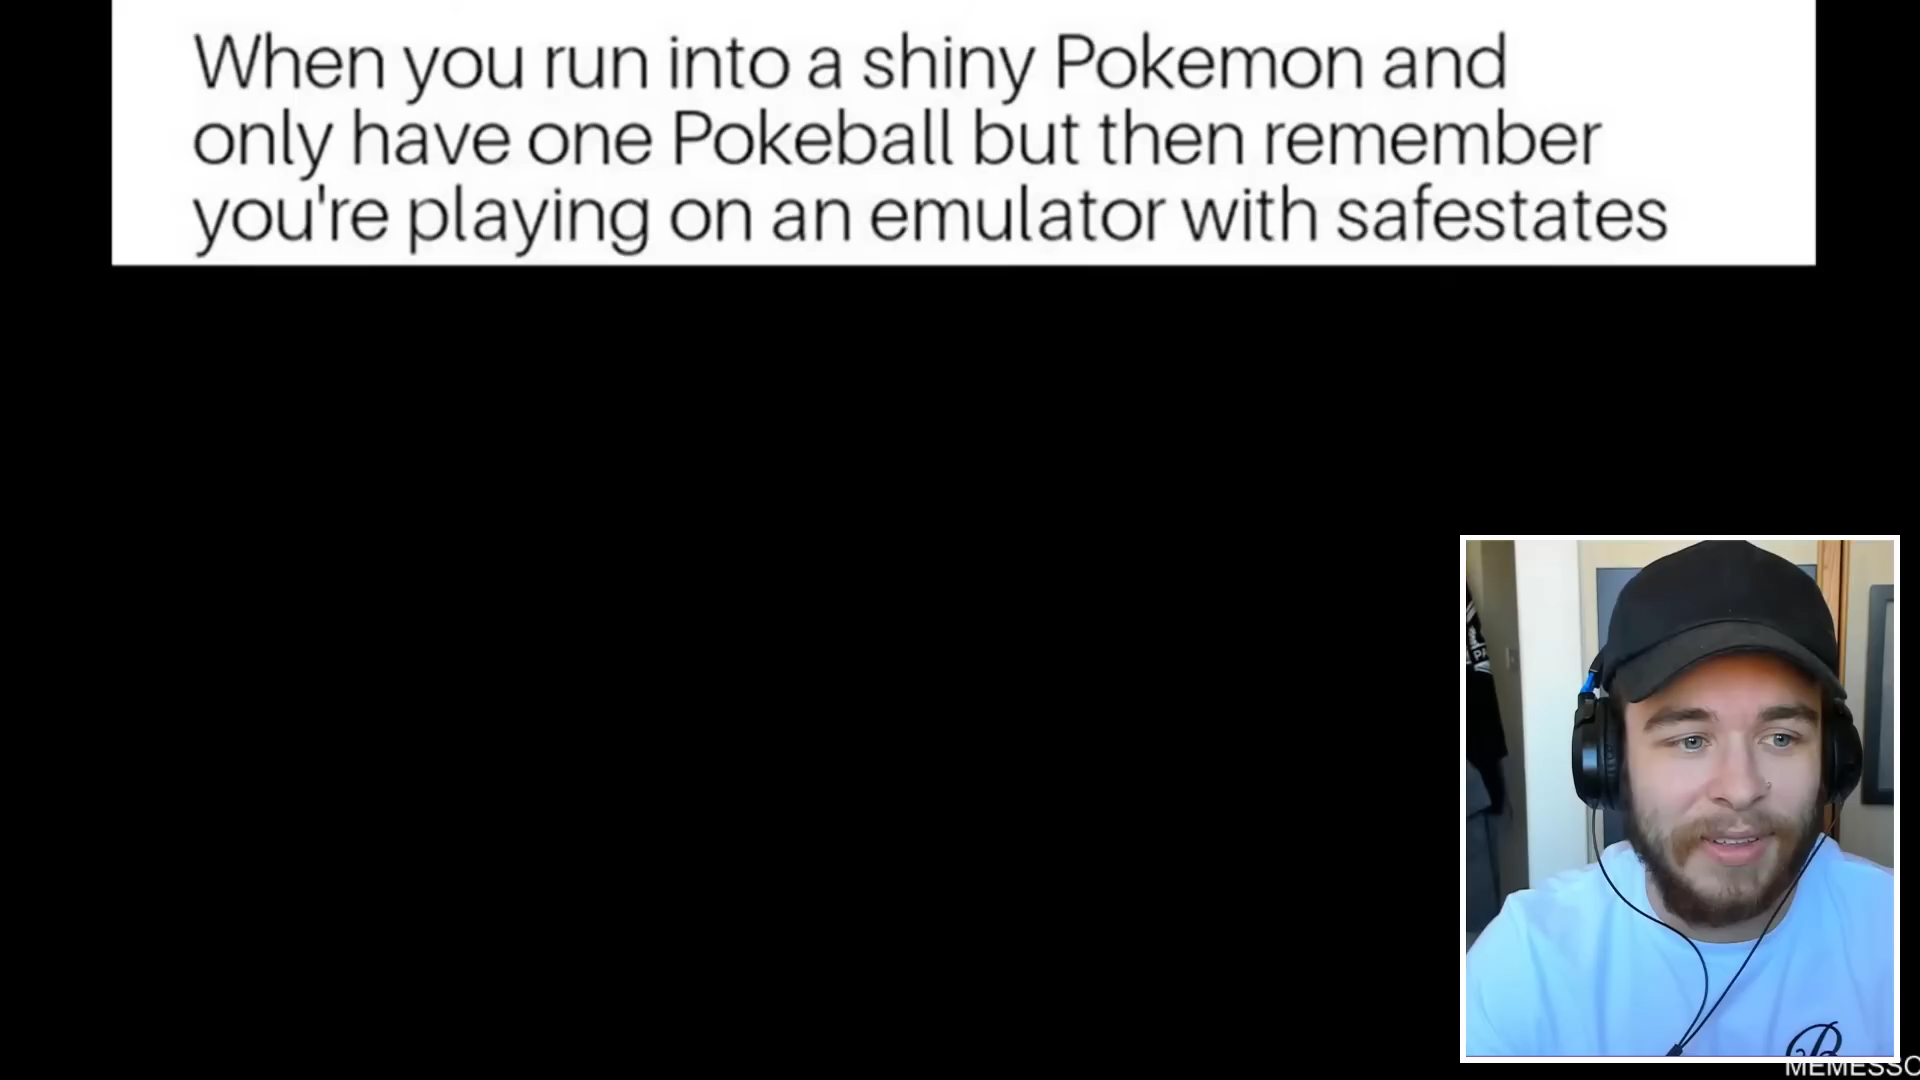 When you run into a shiny Pokemon and
only have one Pokeball but then remember
you're playing on an emulator with safestates
MEMESSC